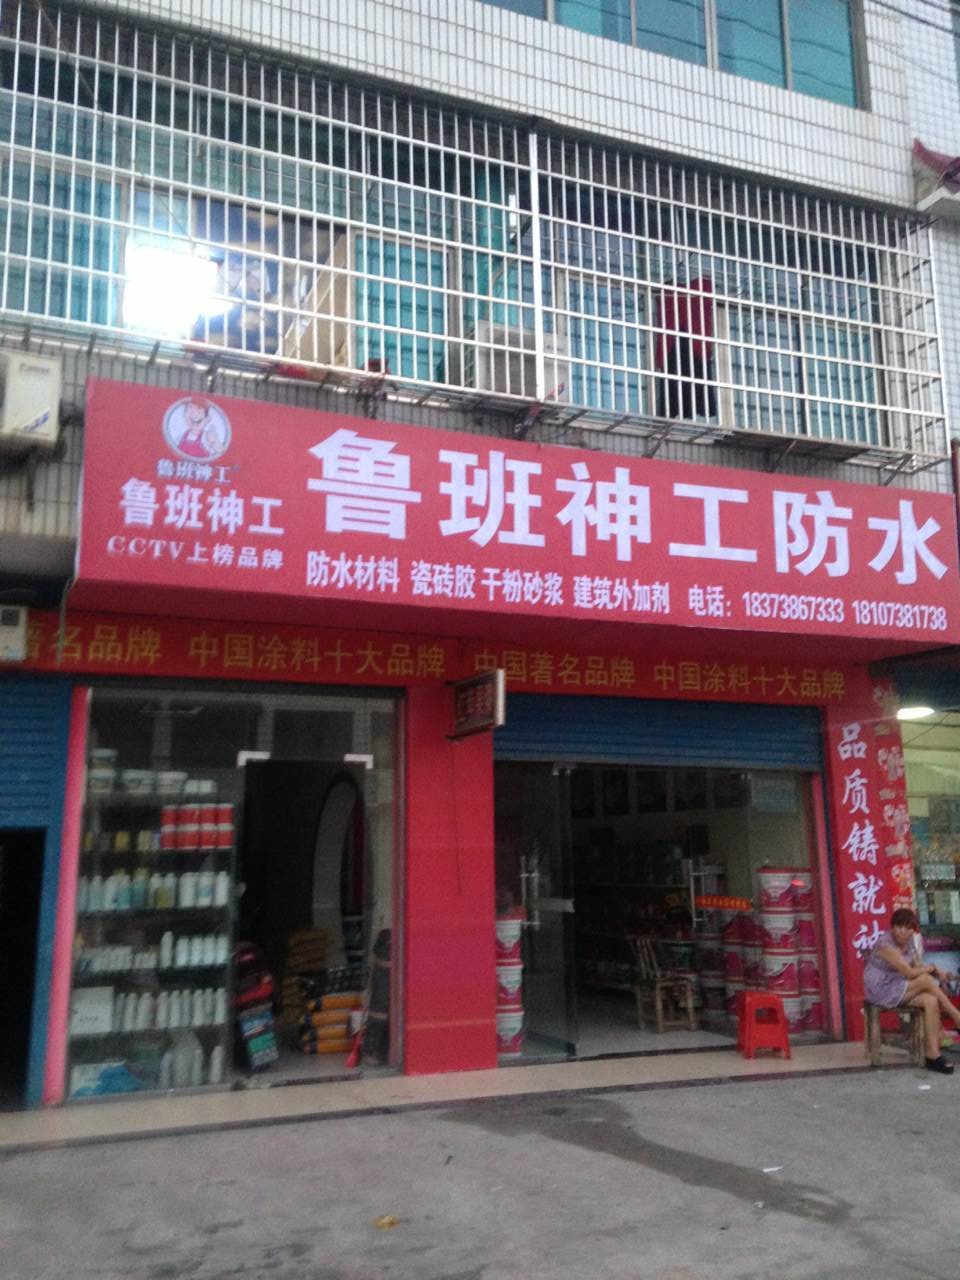 鲁班神工
鲁班神工
CCTV上榜品牌
鲁班神工防水
防水材料 瓷砖胶 干粉砂浆 建筑外加剂 电话：18373867333 18107381738
著名品牌 中国涂料十大品牌 中国著名品牌 中国涂料十大品牌
品质铸就神